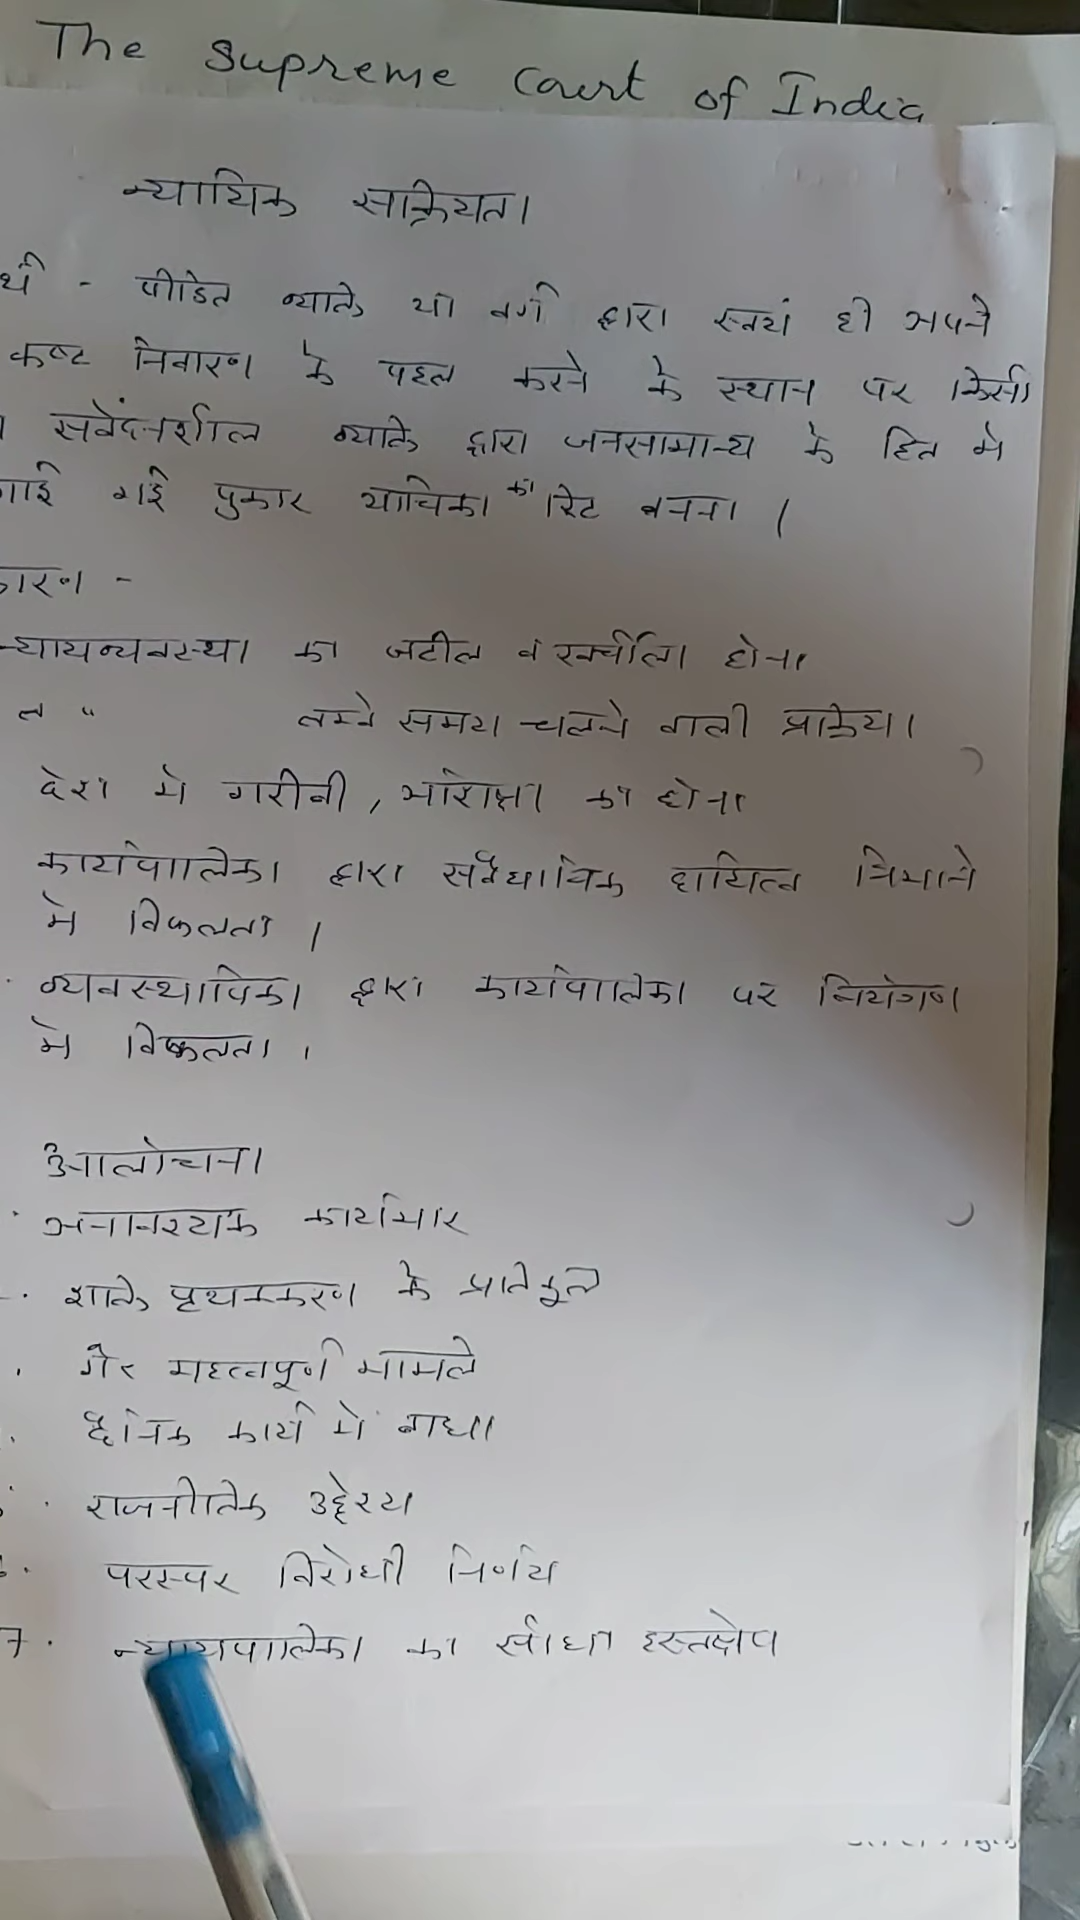 The Supreme Court of India
न्यायिक सक्रियता
र्थ - पीडित व्यक्ति या वर्ग द्वारा स्वयं ही अपने
कष्ट निवारण के पहल करने के स्थान पर किसी
सवेंदनशील व्यक्ति द्वारा जनसामान्य के हित मे
गाई गई पुकार याचिका का रिट बनना ।
कारण -
न्यायव्यवस्था का जटील व खर्चीला होना
व " लम्बे समय चलने वाली प्रक्रिया
देश मे गरीबी, अशिक्षा का होना
कार्यपालिका द्वारा सवैंधानिक दायित्व निभाने
मे विफलता ।
व्यवस्थापिका द्वारा कार्यपालिका पर नियंत्रण
मे विफलता ।
आलोचना
अनावश्यक कार्यभार
शक्ति पृथक्करण के प्रतिकूल
गैर महत्वपूर्ण मामले
दैनिक कार्य मे बाधा
राजनीतिक उद्देश्य
परस्पर विरोधी निर्णय
7. न्यायपालिका का सीधा हस्तक्षेप